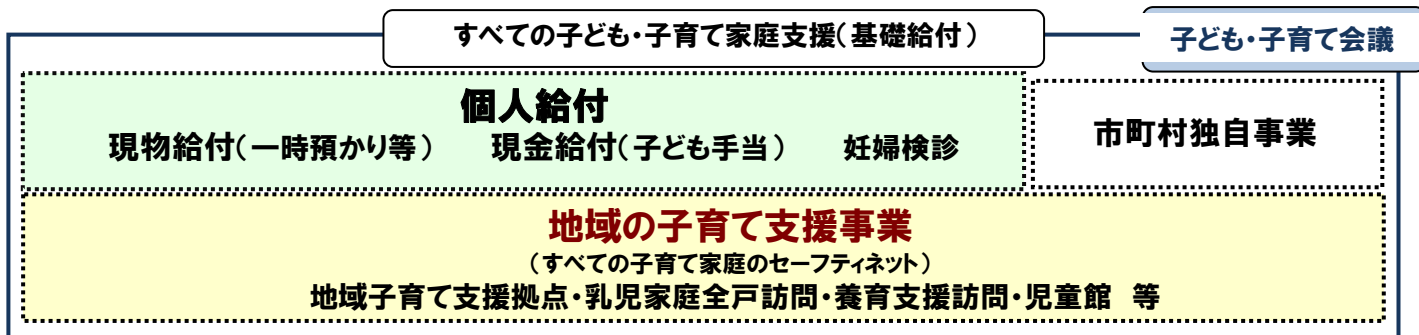 すべての子ども・子育て家庭支援(基礎給付)
子ども・子育て会議
個人給付
現物給付(一時預かり等) 現金給付(子ども手当) 妊婦検診
市町村独自事業
地域の子育て支援事業
(すべての子育て家庭のセーフティネット)
地域子育て支援拠点・乳児家庭全戸訪問・養育支援訪問・児童館 等